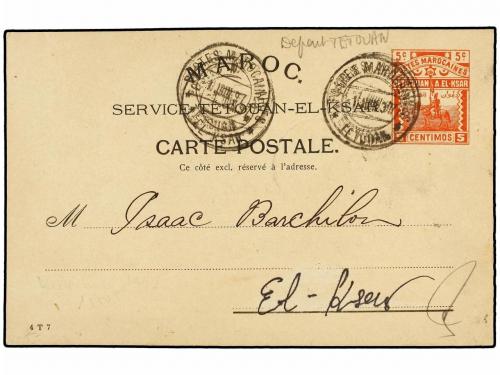 Depart TETOUAN
MAROC.
5c 5c
POSTES MAROCAINES
TETOUAN A EL-KSAR
CENTIMOS 5
SERVICE TÉTOUAN-EL-KSAR
TETOUAN
CARTE POSTALE.
Ce côté excl. réservé à l'adresse.
M Isaac Barchilon
El-Ksar
4 T 7